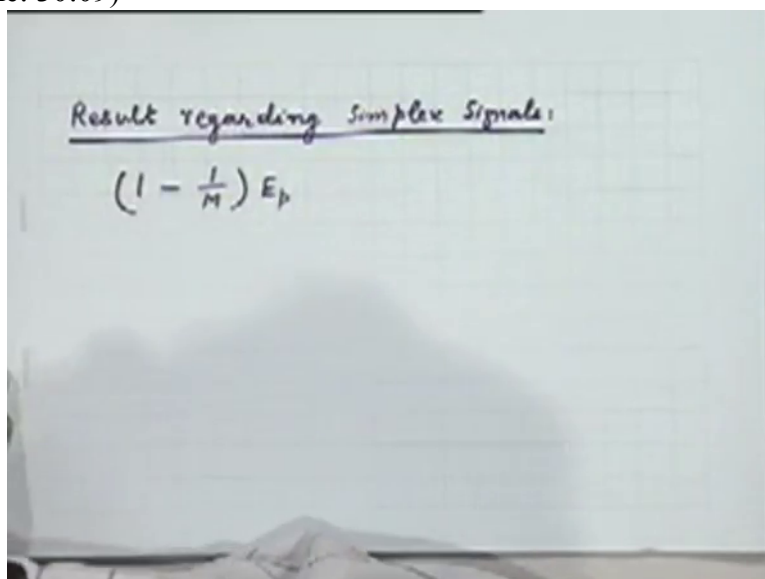 Result regarding Simplex Signals:
(1 - 1/M) Ep